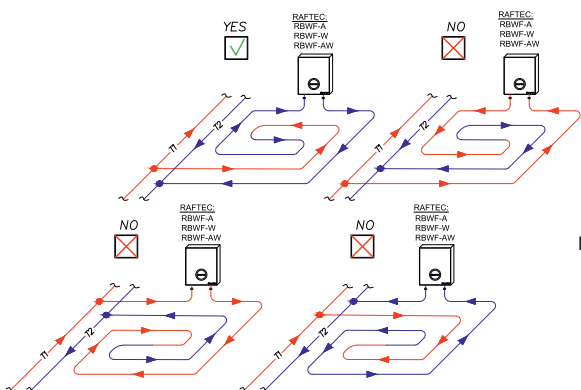 YES
RAFTEC:
RBWF-A
RBWF-W
RBWF-AW
T1
T2
NO
RAFTEC:
RBWF-A
RBWF-W
RBWF-AW
T1
T2
NO
RAFTEC:
RBWF-A
RBWF-W
RBWF-AW
T1
T2
NO
RAFTEC:
RBWF-A
RBWF-W
RBWF-AW
T1
T2